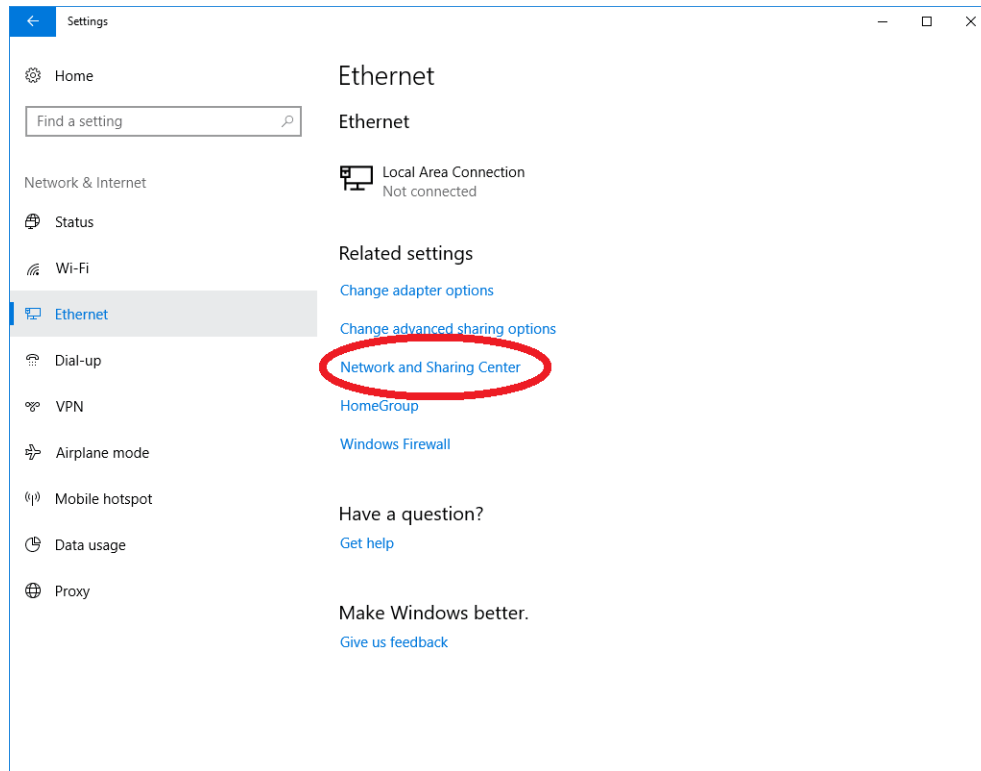 Settings
Home
Find a setting
Network & Internet
Status
Wi-Fi
Ethernet
Dial-up
VPN
Airplane mode
Mobile hotspot
Data usage
Proxy
Ethernet
Ethernet
Local Area Connection
Not connected
Related settings
Change adapter options
Change advanced sharing options
Network and Sharing Center
HomeGroup
Windows Firewall
Have a question?
Get help
Make Windows better.
Give us feedback